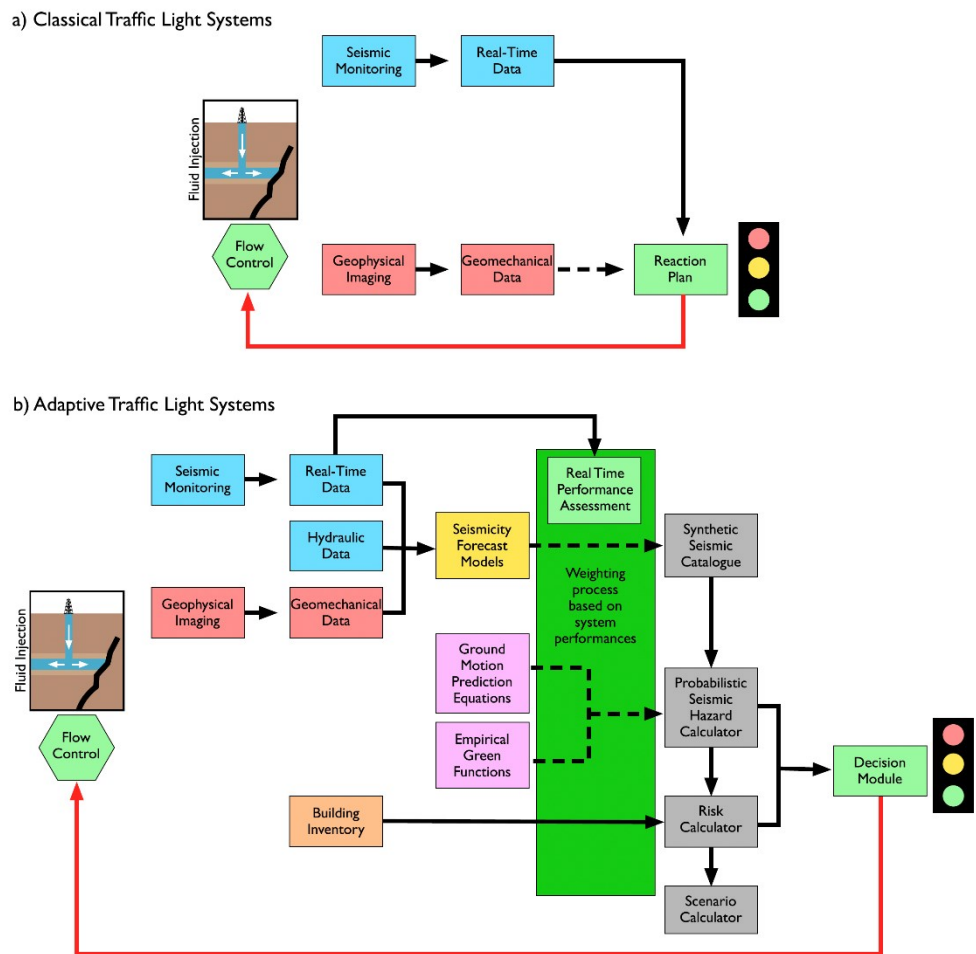 a) Classical Traffic Light Systems
Seismic
Monitoring
Real-Time
Data
Fluid Injection
Flow
Control
Geophysical
Imaging
Geomechanical
Data
Reaction
Plan
b) Adaptive Traffic Light Systems
Seismic
Monitoring
Real-Time
Data
Real Time
Performance
Assessment
Hydraulic
Data
Seismicity
Forecast
Models
Synthetic
Seismic
Catalogue
Geophysical
Imaging
Geomechanical
Data
Weighting
process
based on
system
performances
Fluid Injection
Flow
Control
Ground
Motion
Prediction
Equations
Probabilistic
Seismic
Hazard
Calculator
Empirical
Green
Functions
Decision
Module
Building
Inventory
Risk
Calculator
Scenario
Calculator